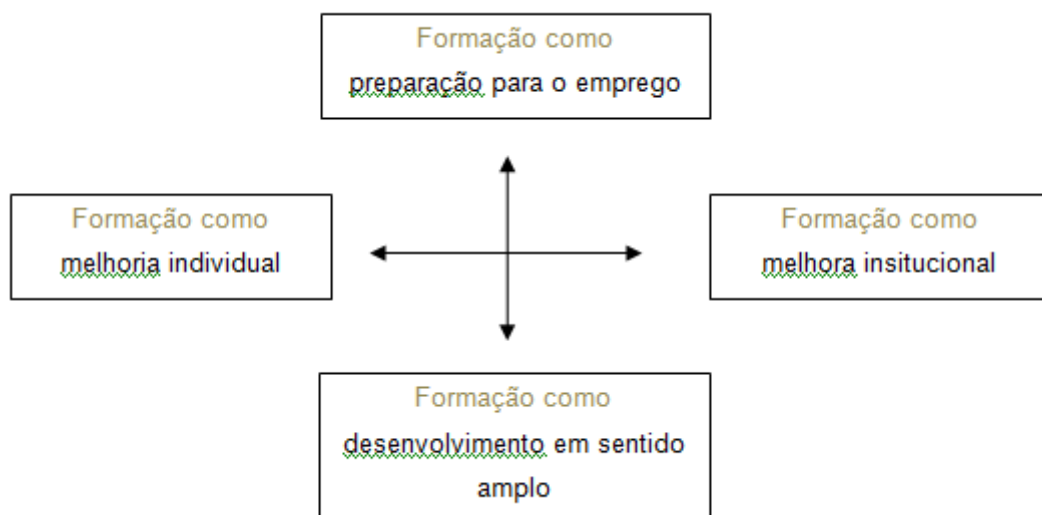 Formação como
preparação para o emprego
Formação como
melhoria individual
Formação como
melhora insitucional
Formação como
desenvolvimento em sentido
amplo